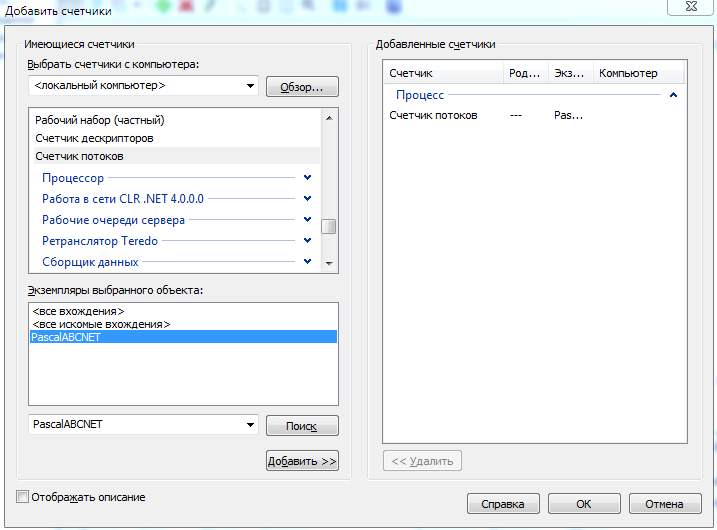 Добавить счетчики
Имеющиеся счетчики
Выбрать счетчики с компьютера:
<локальный компьютер>
Обзор...
Рабочий набор (частный)
Счетчик дескрипторов
Счетчик потоков
Процессор
Работа в сети CLR .NET 4.0.0.0
Рабочие очереди сервера
Ретранслятор Teredo
Сборщик данных
Экземпляры выбранного объекта:
<все вхождения>
<все искомые вхождения>
PascalABCNET
PascalABCNET
Поиск
Добавить >>
Отображать описание
Добавленные счетчики
Счетчик Род... Экз... Компьютер
Процесс
Счетчик потоков --- Pas...
<< Удалить
Справка
ОК
Отмена